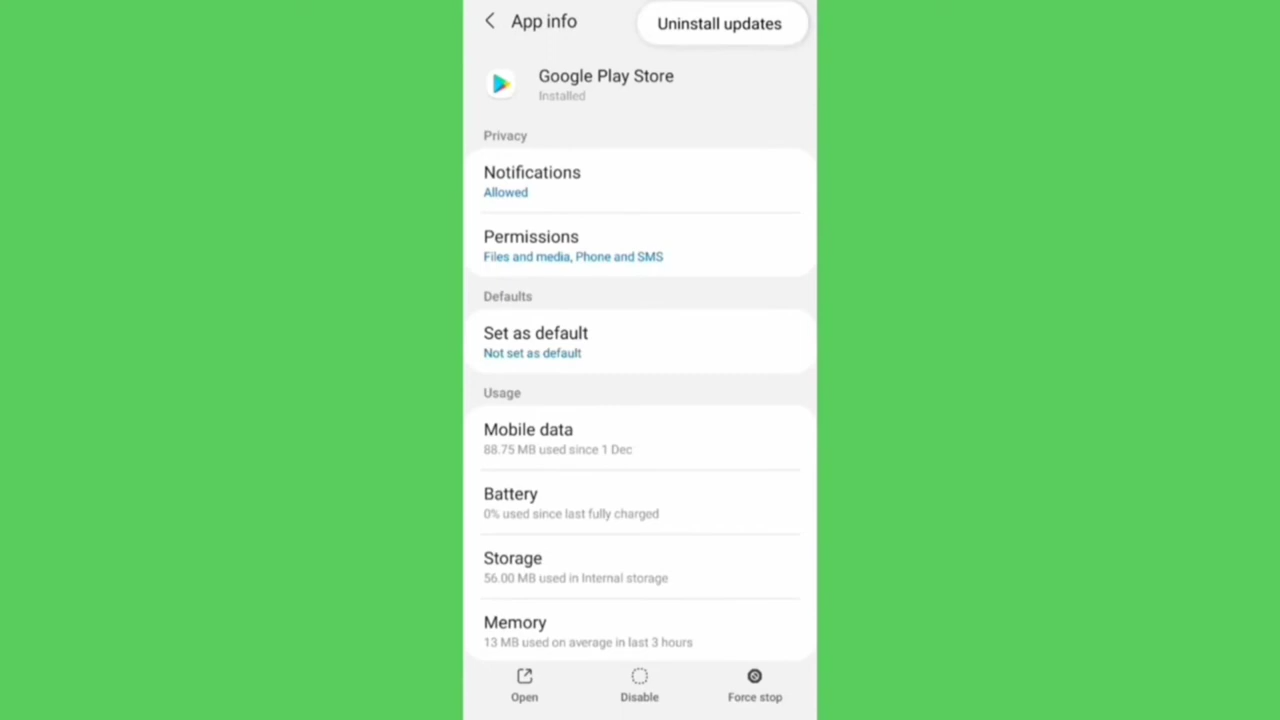 App info
Uninstall updates
Google Play Store
Installed
Privacy
Notifications
Allowed
Permissions
Files and media, Phone and SMS
Defaults
Set as default
Not set as default
Usage
Mobile data
88.75 MB used since 1 Dec
Battery
0% used since last fully charged
Storage
56.00 MB used in Internal storage
Memory
13 MB used on average in last 3 hours
Open
Disable
Force stop